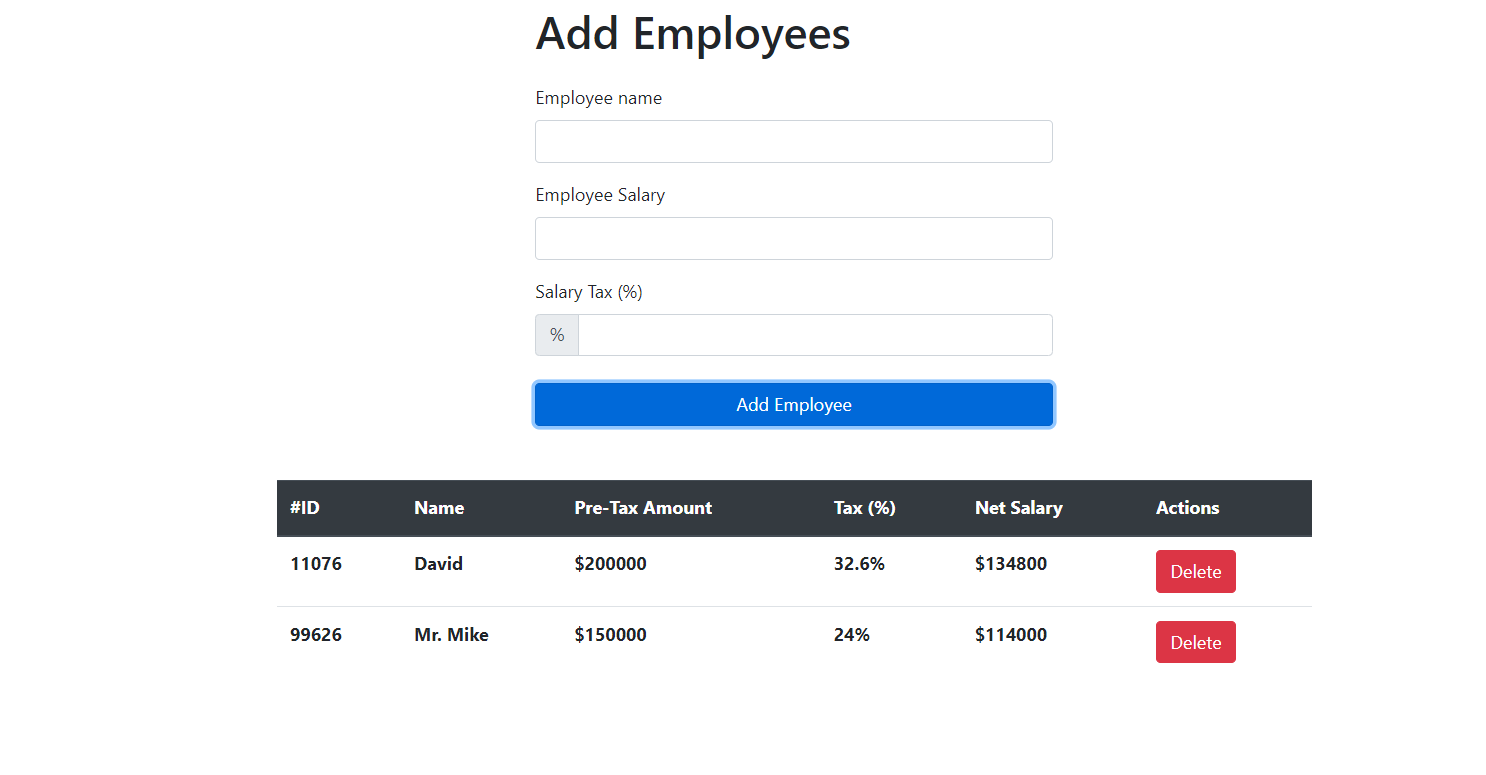 Add Employees
Employee name
Employee Salary
Salary Tax (%)
%
Add Employee
#ID Name Pre-Tax Amount Tax (%) Net Salary Actions
11076 David $200000 32.6% $134800 Delete
99626 Mr. Mike $150000 24% $114000 Delete